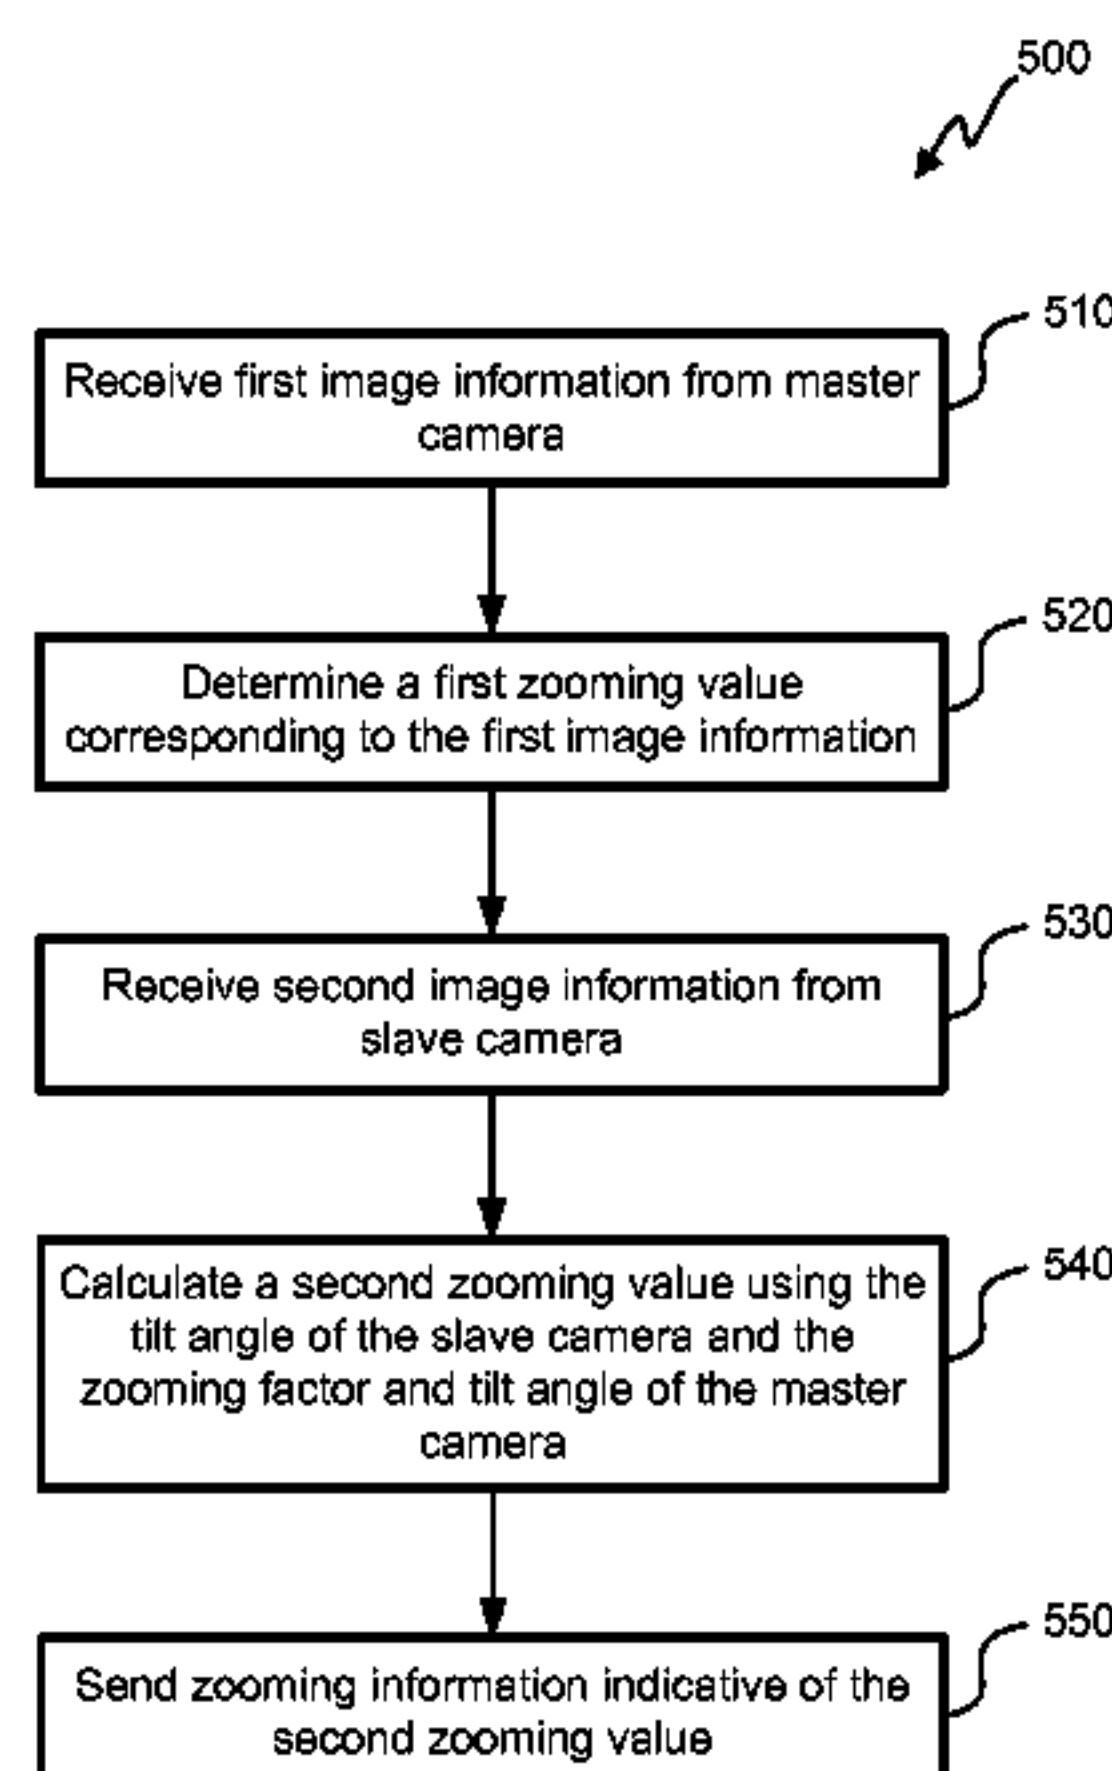 500
510
Receive first image information from master
camera
520
Determine a first zooming value
corresponding to the first image information
530
Receive second image information from
slave camera
540
Calculate a second zooming value using the
tilt angle of the slave camera and the
zooming factor and tilt angle of the master
camera
550
Send zooming information indicative of the
second zooming value